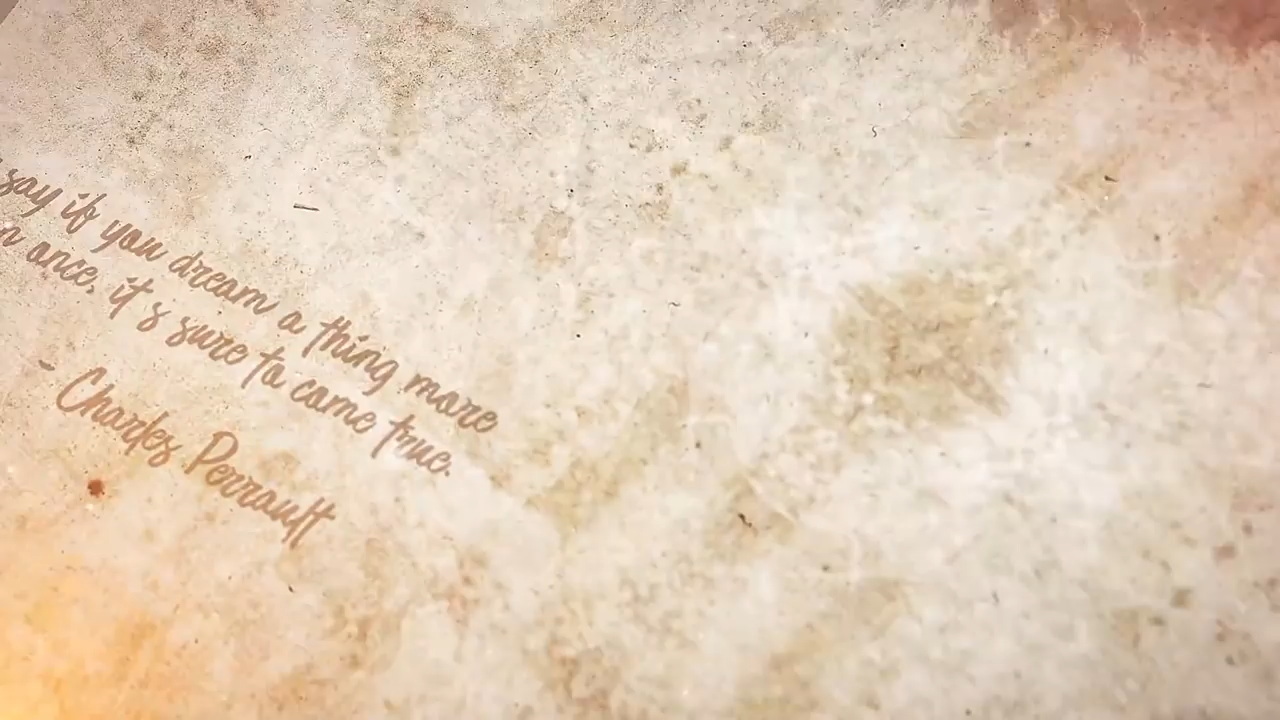 say if you dream a thing more
once, it's sure to come true.
- Charles Perrault